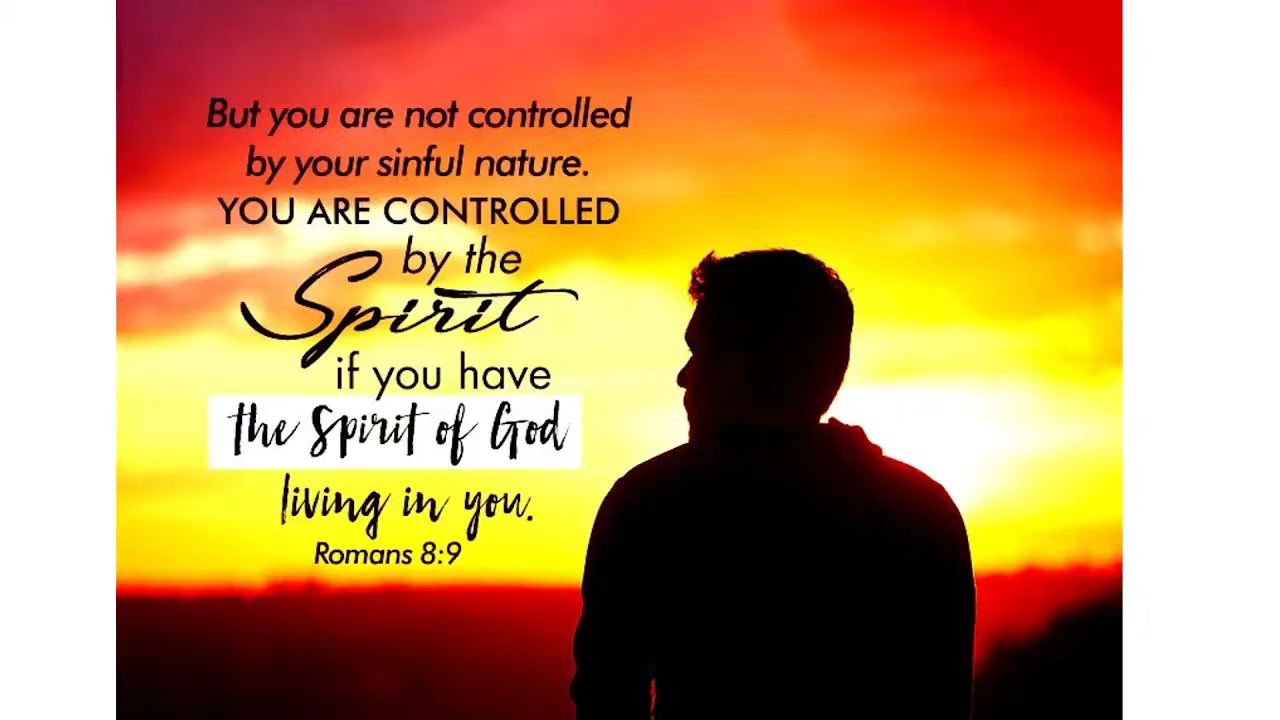 But you are not controlled
by your sinful nature.
YOU ARE CONTROLLED
by the
Spirit
if you have
the Spirit of God
living in you.
Romans 8:9